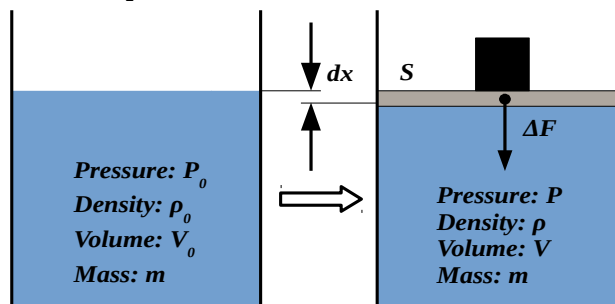 dx
S
ΔF
Pressure: P₀
Density: ρ₀
Volume: V₀
Mass: m
Pressure: P
Density: ρ
Volume: V
Mass: m